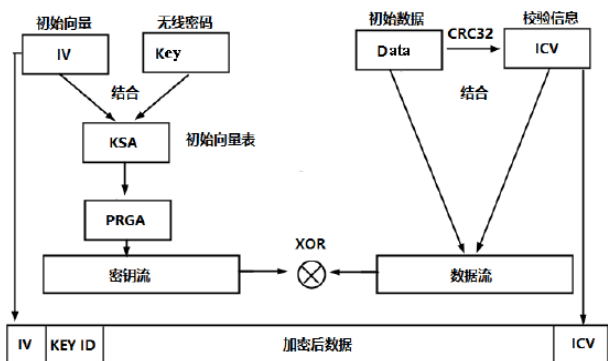 初始向量
无线密码
初始数据
校验信息
IV
Key
Data
CRC32
ICV
结合
结合
KSA
初始向量表
PRGA
XOR
密钥流
数据流
IV
KEY ID
加密后数据
ICV